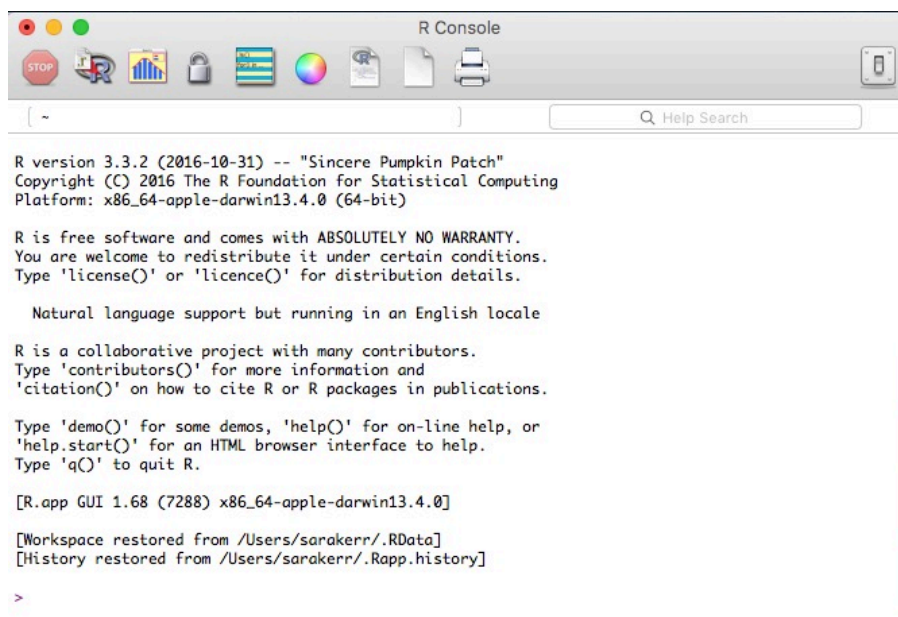 R Console
STOP
~
Help Search
R version 3.3.2 (2016-10-31) -- "Sincere Pumpkin Patch"
Copyright (C) 2016 The R Foundation for Statistical Computing
Platform: x86_64-apple-darwin13.4.0 (64-bit)
R is free software and comes with ABSOLUTELY NO WARRANTY.
You are welcome to redistribute it under certain conditions.
Type 'license()' or 'licence()' for distribution details.
Natural language support but running in an English locale
R is a collaborative project with many contributors.
Type 'contributors()' for more information and
'citation()' on how to cite R or R packages in publications.
Type 'demo()' for some demos, 'help()' for on-line help, or
'help.start()' for an HTML browser interface to help.
Type 'q()' to quit R.
[R.app GUI 1.68 (7288) x86_64-apple-darwin13.4.0]
[Workspace restored from /Users/sarakerr/.RData]
[History restored from /Users/sarakerr/.Rapp.history]
>